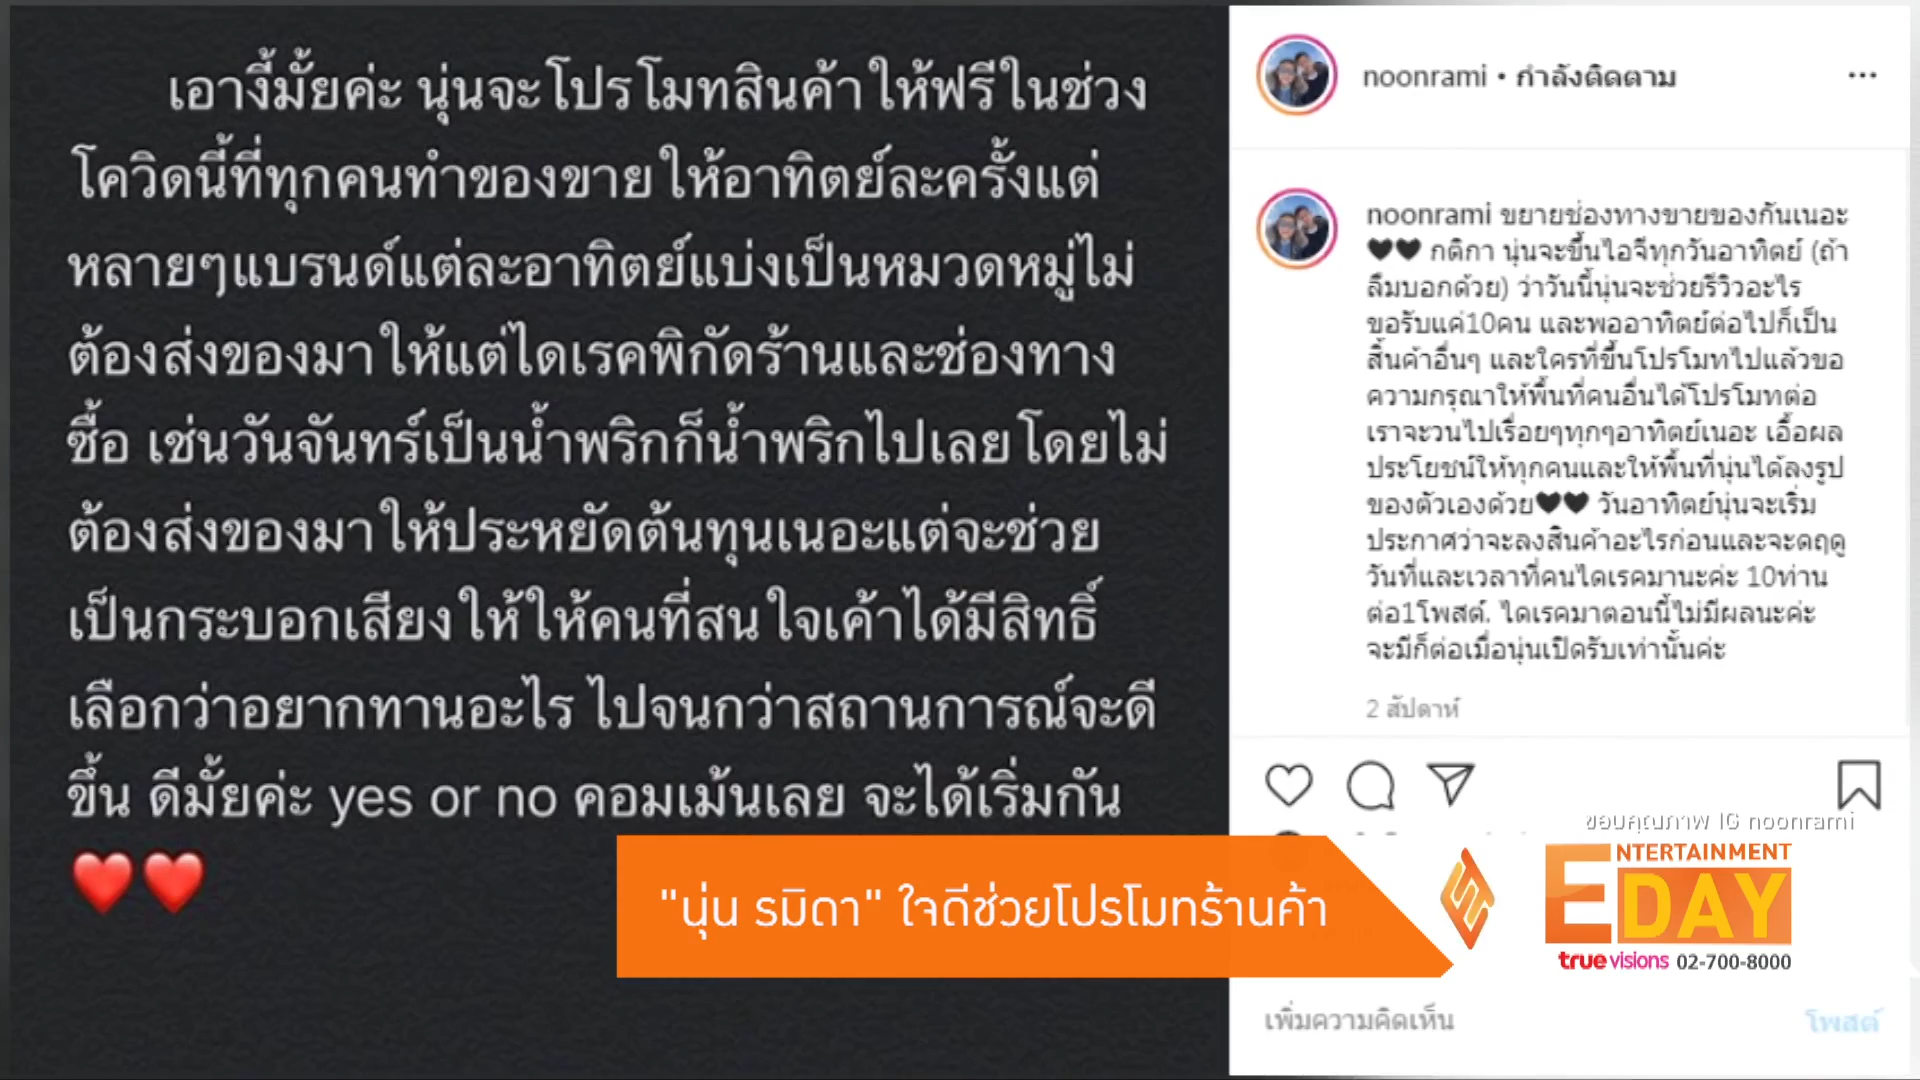 เอางี้มั้ยค่ะ นุ่นจะโปรโมทสินค้าให้ฟรีในช่วง
โควิดนี้ที่ทุกคนทำของขายให้อาทิตย์ละครั้งแต่
หลายๆแบรนด์แต่ละอาทิตย์แบ่งเป็นหมวดหมู่ไม่
ต้องส่งของมาให้แต่ไดเรคพิกัดร้านและช่องทาง
ซื้อ เช่นวันจันทร์เป็นน้ำพริกก็น้ำพริกไปเลยโดยไม่
ต้องส่งของมาให้ประหยัดต้นทุนเนอะแต่จะช่วย
เป็นกระบอกเสียงให้ให้คนที่สนใจเค้าได้มีสิทธิ์
เลือกว่าอยากทานอะไร ไปจนกว่าสถานการณ์จะดี
ขึ้น ดีมั้ยค่ะ yes or no คอมเม้นเลย จะได้เริ่มกัน
❤️❤️
noonrami • กำลังติดตาม
noonrami ขยายช่องทางขายของกันเนอะ
🖤🖤 กติกา นุ่นจะขึ้นไอจีทุกวันอาทิตย์ (ถ้า
ลืมบอกด้วย) ว่าวันนี้นุ่นจะช่วยรีวิวอะไร
ขอรับแค่10คน และพออาทิตย์ต่อไปก็เป็น
สิ้นค้าอื่นๆ และใครที่ขึ้นโปรโมทไปแล้วขอ
ความกรุณาให้พื้นที่คนอื่นได้โปรโมทต่อ
เราจะวนไปเรื่อยๆทุกๆอาทิตย์เนอะ เอื้อผล
ประโยชน์ให้ทุกคนและให้พื้นที่นุ่นได้ลงรูป
ของตัวเองด้วย🖤🖤 วันอาทิตย์นุ่นจะเริ่ม
ประกาศว่าจะลงสินค้าอะไรก่อนและจะดฤดู
วันที่และเวลาที่คนไดเรคมานะค่ะ 10ท่าน
ต่อ1โพสต์. ไดเรคมาตอนนี้ไม่มีผลนะค่ะ
จะมีก็ต่อเมื่อนุ่นเปิดรับเท่านั้นค่ะ
2 สัปดาห์
ขอบคุณภาพ IG noonrami
"นุ่น รมิดา" ใจดีช่วยโปรโมทร้านค้า
ENTERTAINMENT
DAY
truevisions 02-700-8000
เพิ่มความคิดเห็น
โพสต์